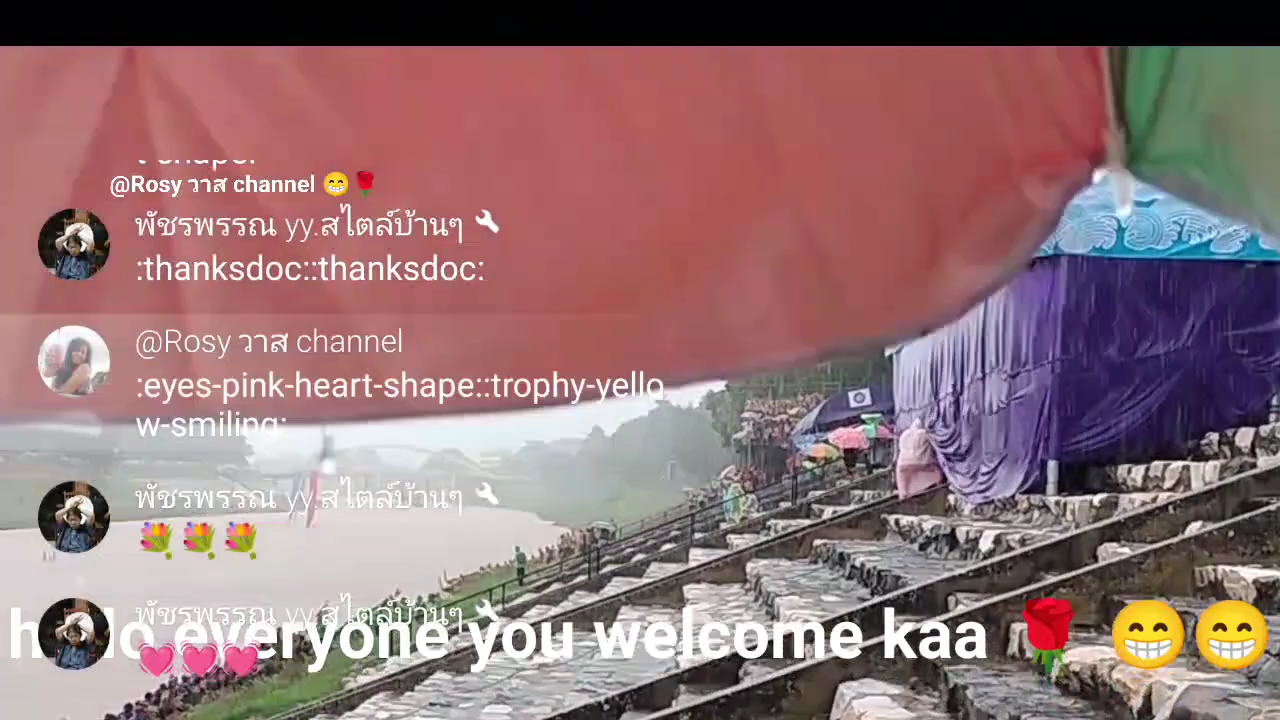 @Rosy วาส channel 😁🌹
พัชรพรรณ yy.สไตล์บ้านๆ 🔧
:thanksdoc::thanksdoc:
@Rosy วาส channel
:eyes-pink-heart-shape::trophy-yello
w-smiling:
พัชรพรรณ yy.สไตล์บ้านๆ 🔧
💐💐💐
พัชรพรรณ yy.สไตล์บ้านๆ 🔧
hello everyone you welcome kaa 🌹 😁😁
💓💓💓